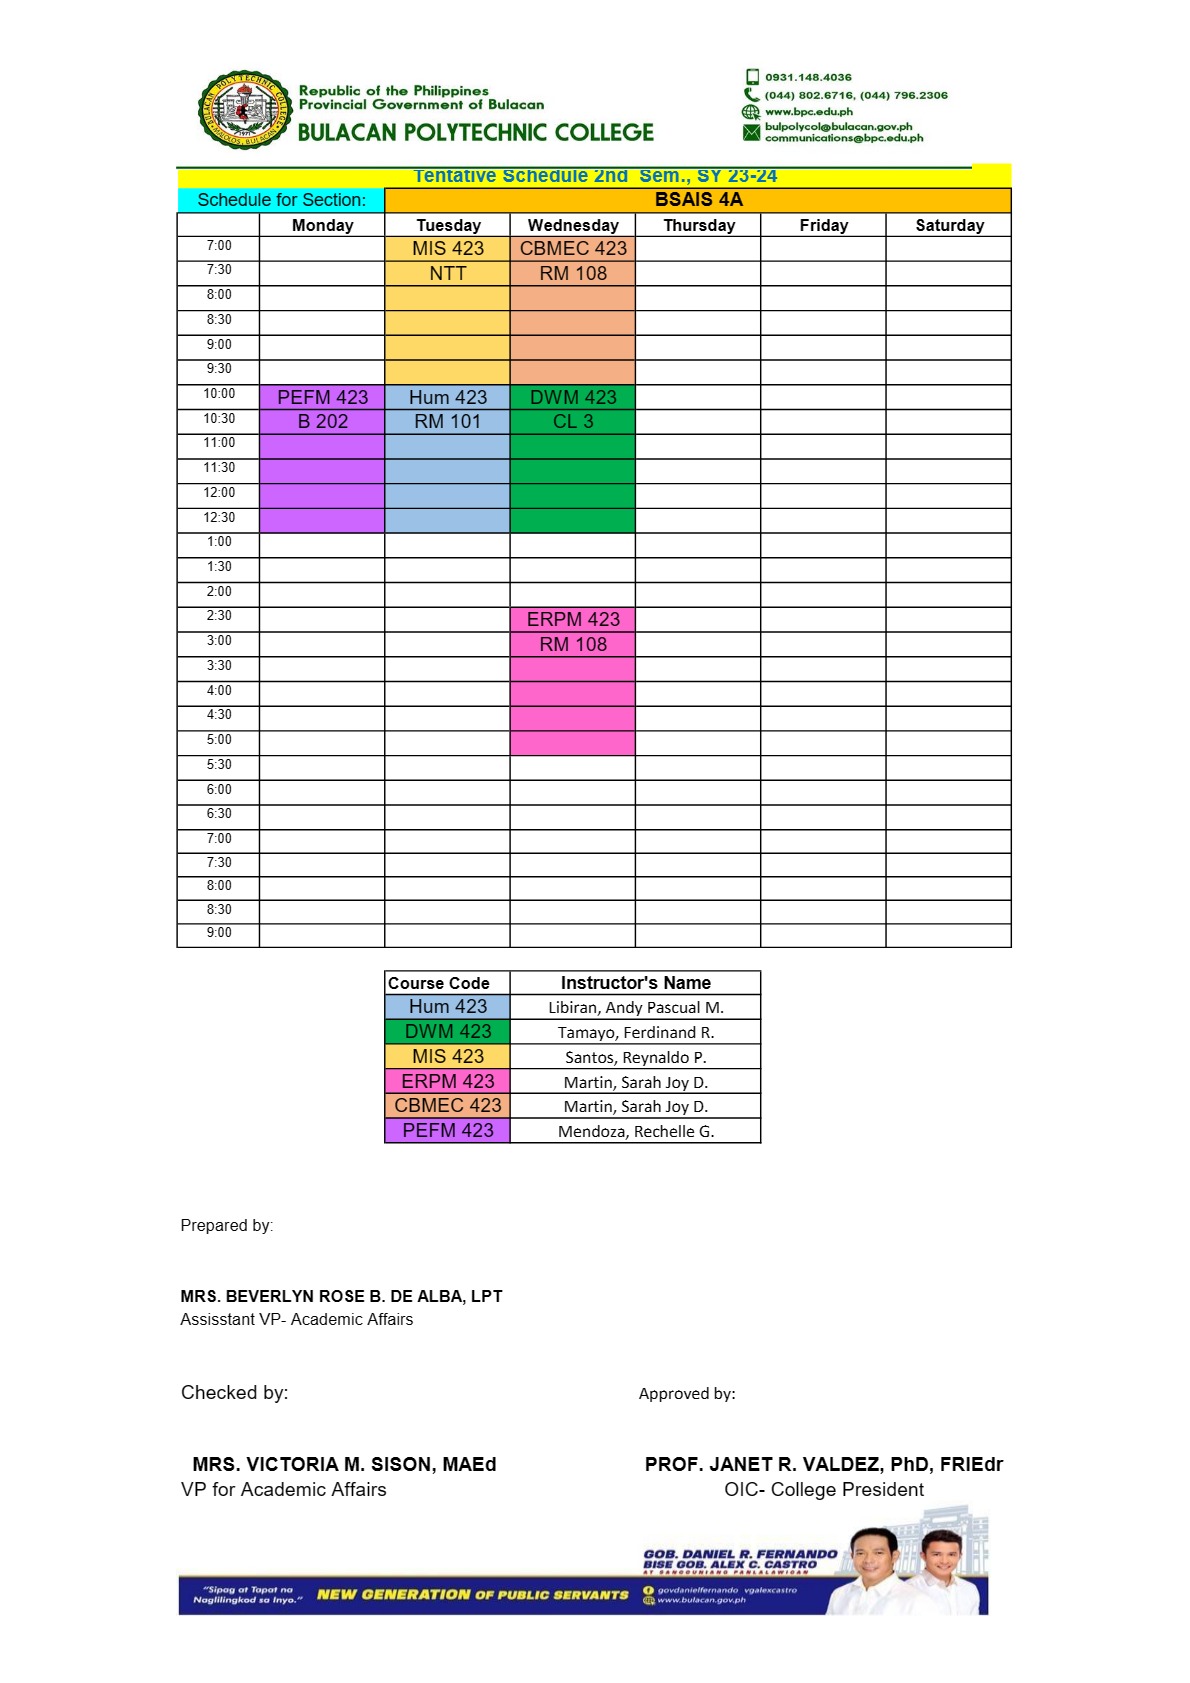 Republic of the Philippines
Provincial Government of Bulacan
BULACAN POLYTECHNIC COLLEGE
0931.148.4036
(044) 802.6716, (044) 796.2306
www.bpc.edu.ph
bulpolycol@bulacan.gov.ph
communications@bpc.edu.ph
Tentative Schedule 2nd Sem., SY 23-24
Schedule for Section: BSAIS 4A
Monday Tuesday Wednesday Thursday Friday Saturday
7:00 MIS 423 CBMEC 423
7:30 NTT RM 108
8:00
8:30
9:00
9:30
10:00 PEFM 423 Hum 423 DWM 423
10:30 B 202 RM 101 CL 3
11:00
11:30
12:00
12:30
1:00
1:30
2:00
2:30 ERPM 423
3:00 RM 108
3:30
4:00
4:30
5:00
5:30
6:00
6:30
7:00
7:30
8:00
8:30
9:00
Course Code Instructor's Name
Hum 423 Libiran, Andy Pascual M.
DWM 423 Tamayo, Ferdinand R.
MIS 423 Santos, Reynaldo P.
ERPM 423 Martin, Sarah Joy D.
CBMEC 423 Martin, Sarah Joy D.
PEFM 423 Mendoza, Rechelle G.
Prepared by:
MRS. BEVERLYN ROSE B. DE ALBA, LPT
Assisstant VP- Academic Affairs
Checked by: Approved by:
MRS. VICTORIA M. SISON, MAEd PROF. JANET R. VALDEZ, PhD, FRIEdr
VP for Academic Affairs OIC- College President
GOB. DANIEL R. FERNANDO
BISE GOB. ALEX C. CASTRO
AT SANGGUNIANG PANLALAWIGAN
"Sipag at Tapat na
Naglilingkod sa Inyo."
NEW GENERATION OF PUBLIC SERVANTS
govdanielfernando vgalexcastro
www.bulacan.gov.ph